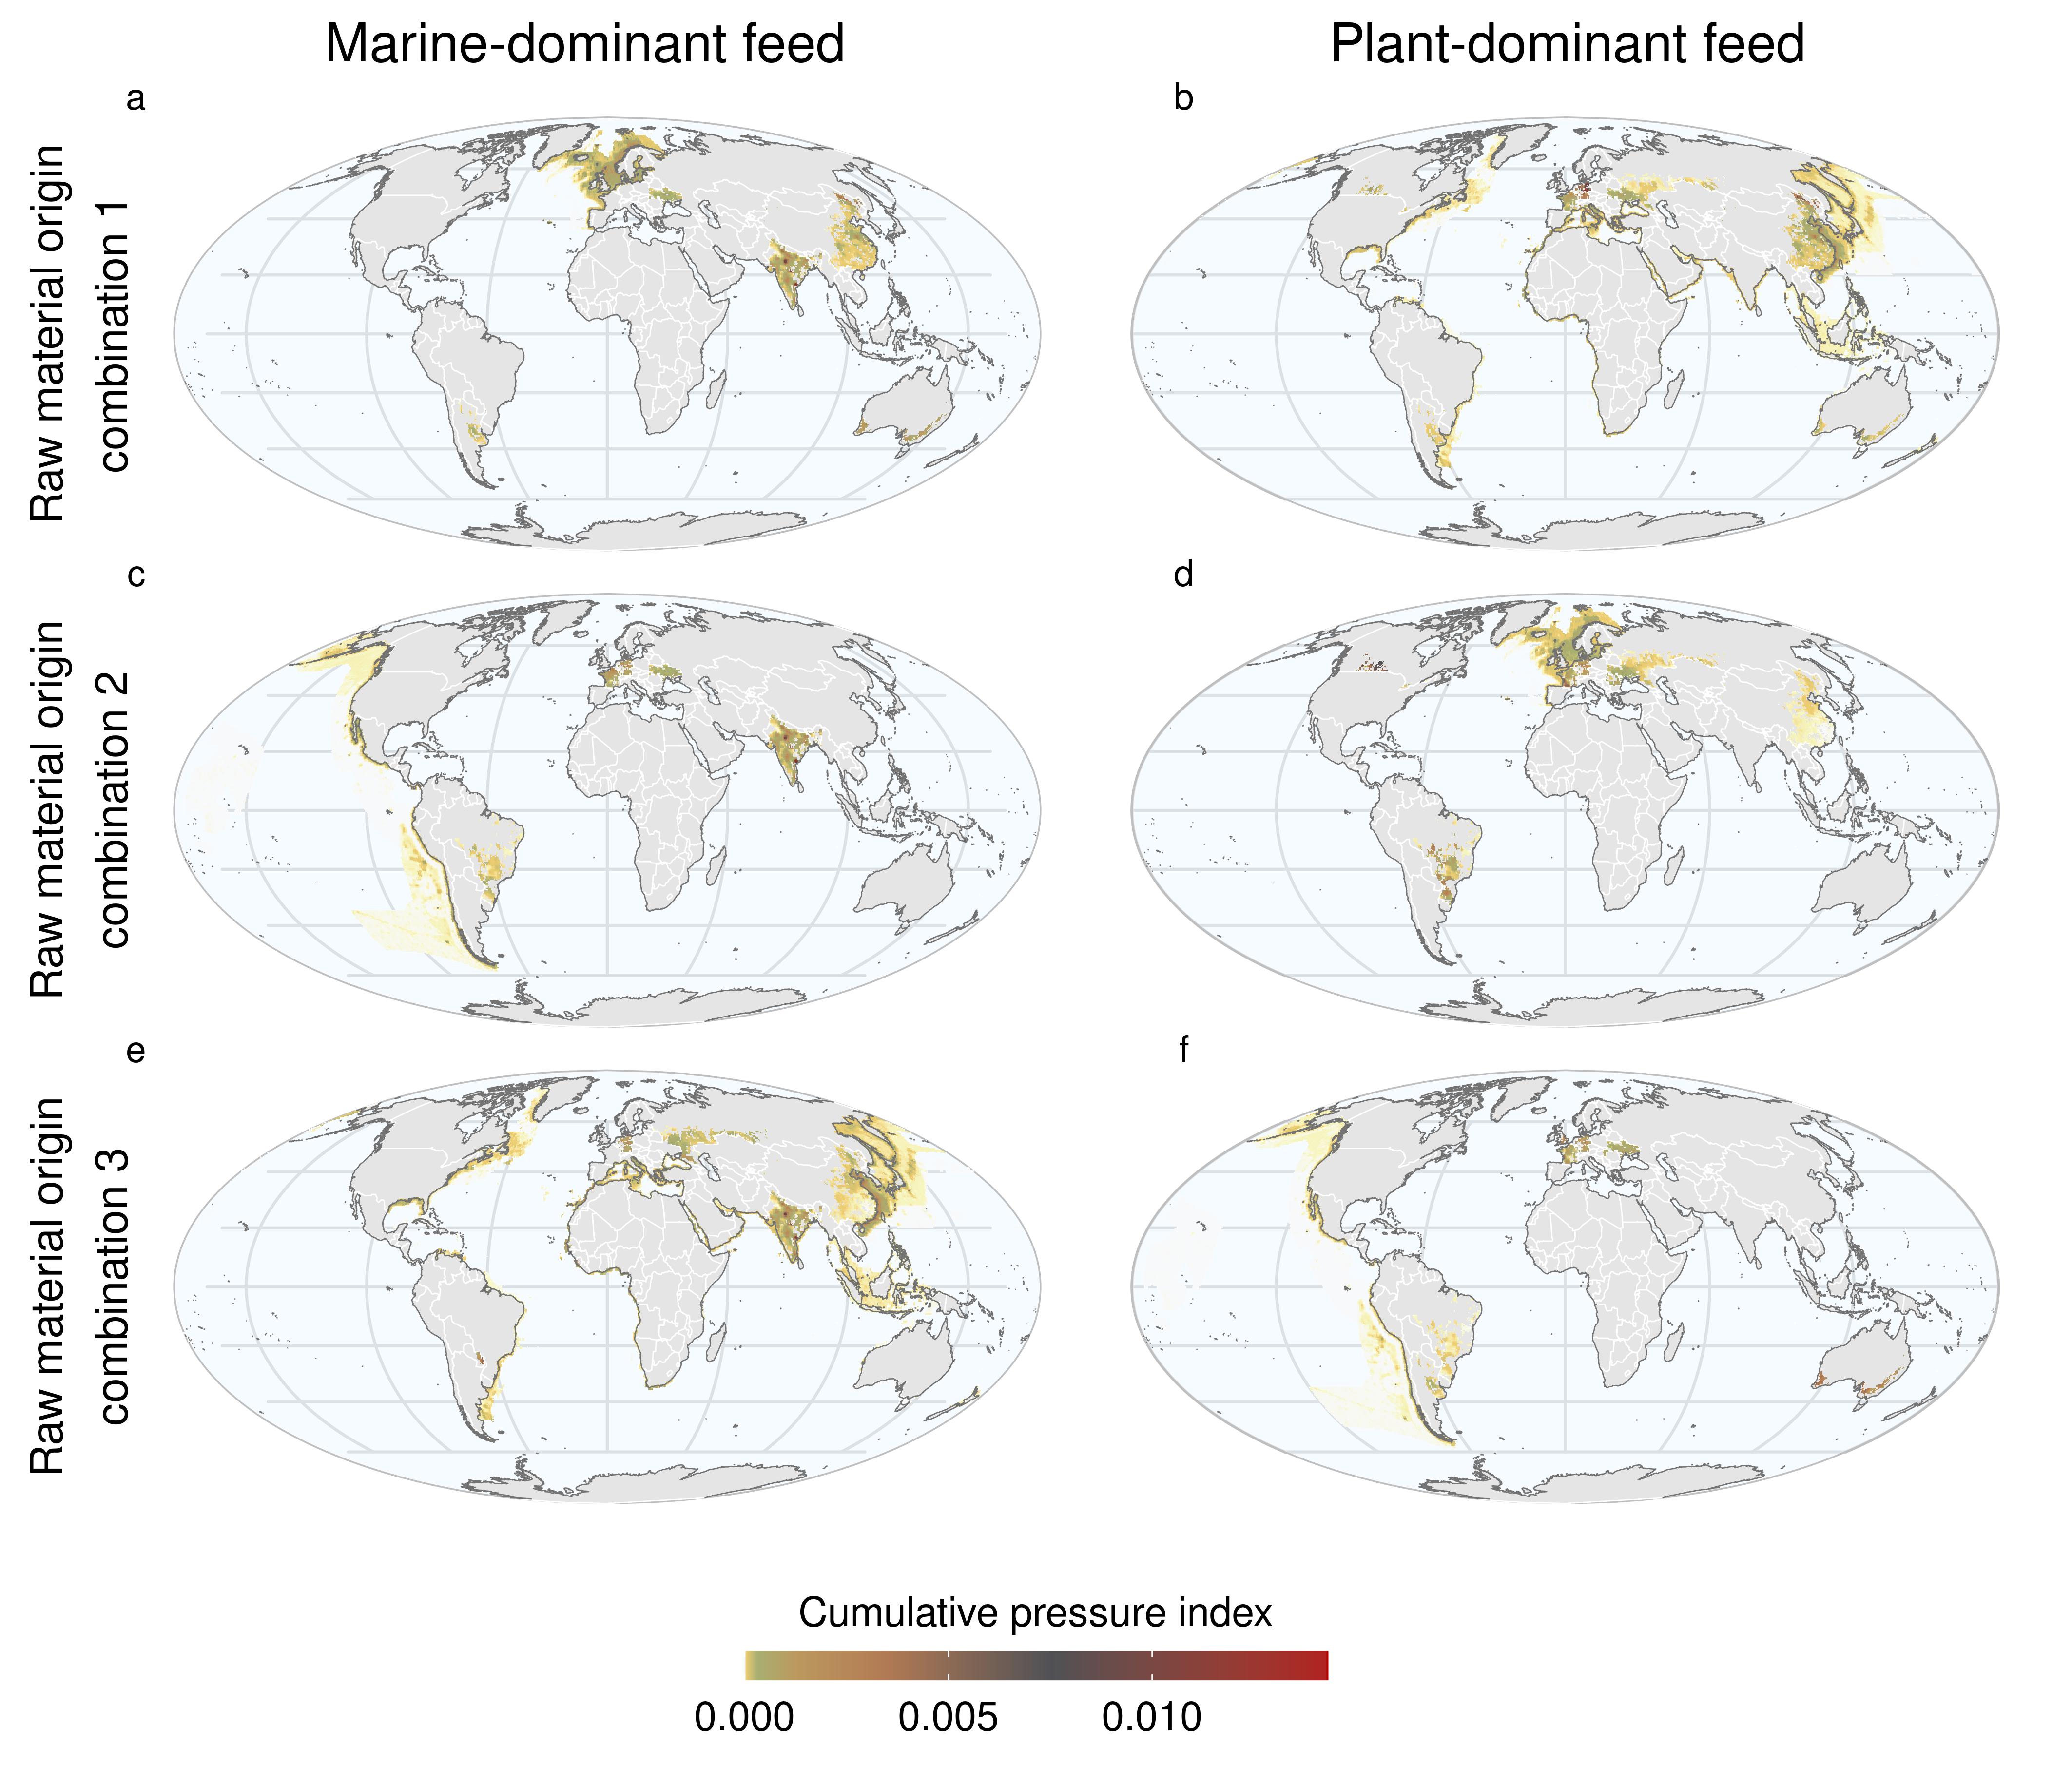 Marine-dominant feed
Plant-dominant feed
a
b
Raw material origin
combination 1
c
d
Raw material origin
combination 2
e
f
Raw material origin
combination 3
Cumulative pressure index
0.000 0.005 0.010